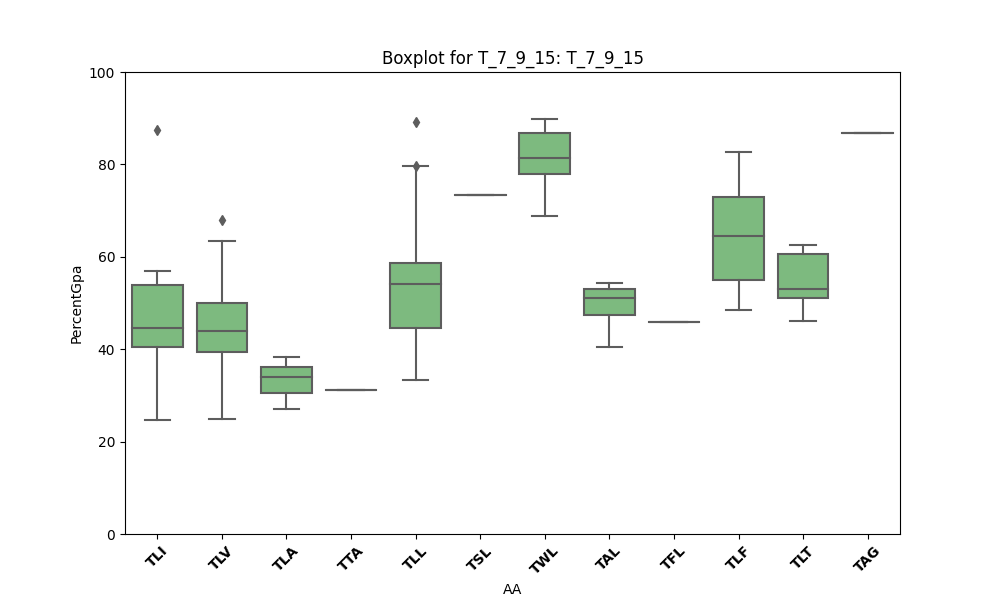 Boxplot for T_7_9_15: T_7_9_15
100
80
60
40
20
0
PercentGpa
TLI TLV TLA TTA TLL TSL TWL TAL TFL TLF TLT TAG
AA